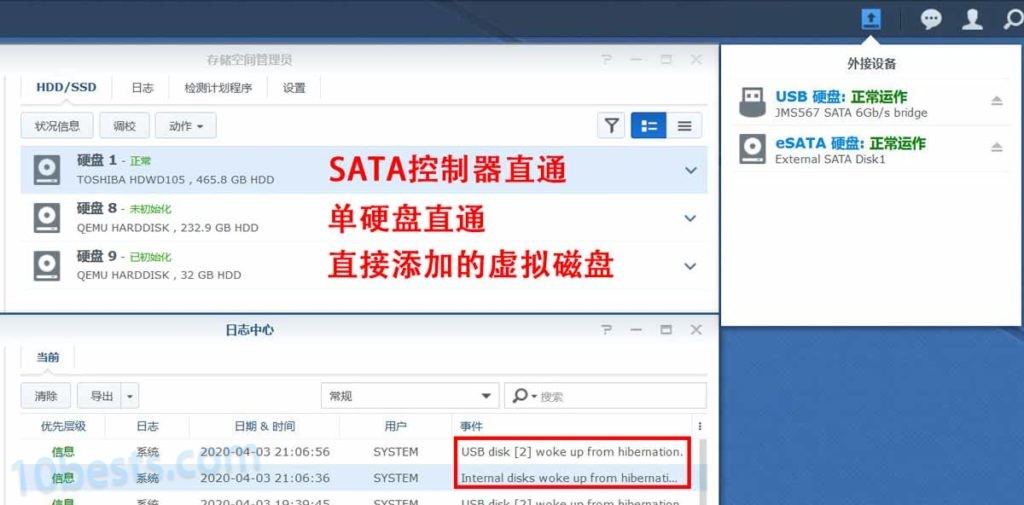 存储空间管理员
HDD/SSD 日志 检测计划程序 设置
状况信息 调校 动作
硬盘 1 - 正常
TOSHIBA HDWD105 , 465.8 GB HDD
SATA控制器直通
硬盘 8 - 未初始化
QEMU HARDDISK , 232.9 GB HDD
单硬盘直通
硬盘 9 - 已初始化
QEMU HARDDISK , 32 GB HDD
直接添加的虚拟磁盘
外接设备
USB 硬盘: 正常运作
JMS567 SATA 6Gb/s bridge
eSATA 硬盘: 正常运作
External SATA Disk1
日志中心
当前
清除 导出 常规 搜索
优先层级 日志 日期 & 时间 用户 事件
信息 系统 2020-04-03 21:06:56 SYSTEM USB disk [2] woke up from hibernation.
信息 系统 2020-04-03 21:06:36 SYSTEM Internal disks woke up from hibernati...
信息 系统 2020-04-03 19:39:45 SYSTEM USB disk [2] woke up from hibernation.
10bests.com